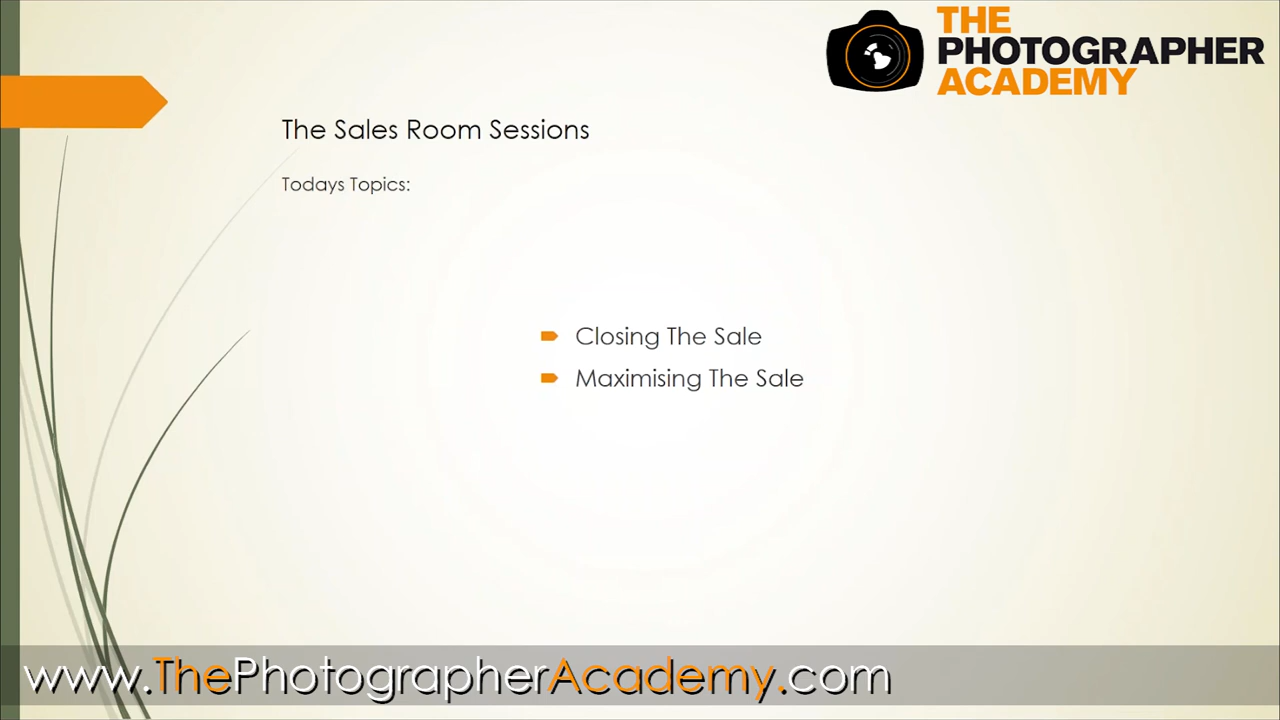 THE
PHOTOGRAPHER
ACADEMY
The Sales Room Sessions
Todays Topics:
Closing The Sale
Maximising The Sale
www.ThePhotographerAcademy.com